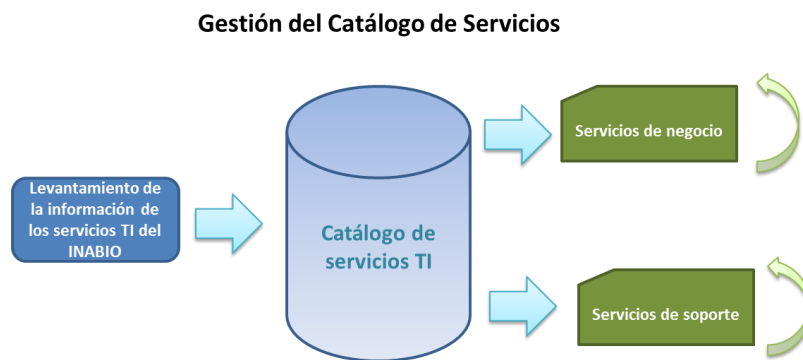 Gestión del Catálogo de Servicios
Levantamiento de
la información de
los servicios TI del
INABIO
Catálogo de
servicios TI
Servicios de negocio
Servicios de soporte